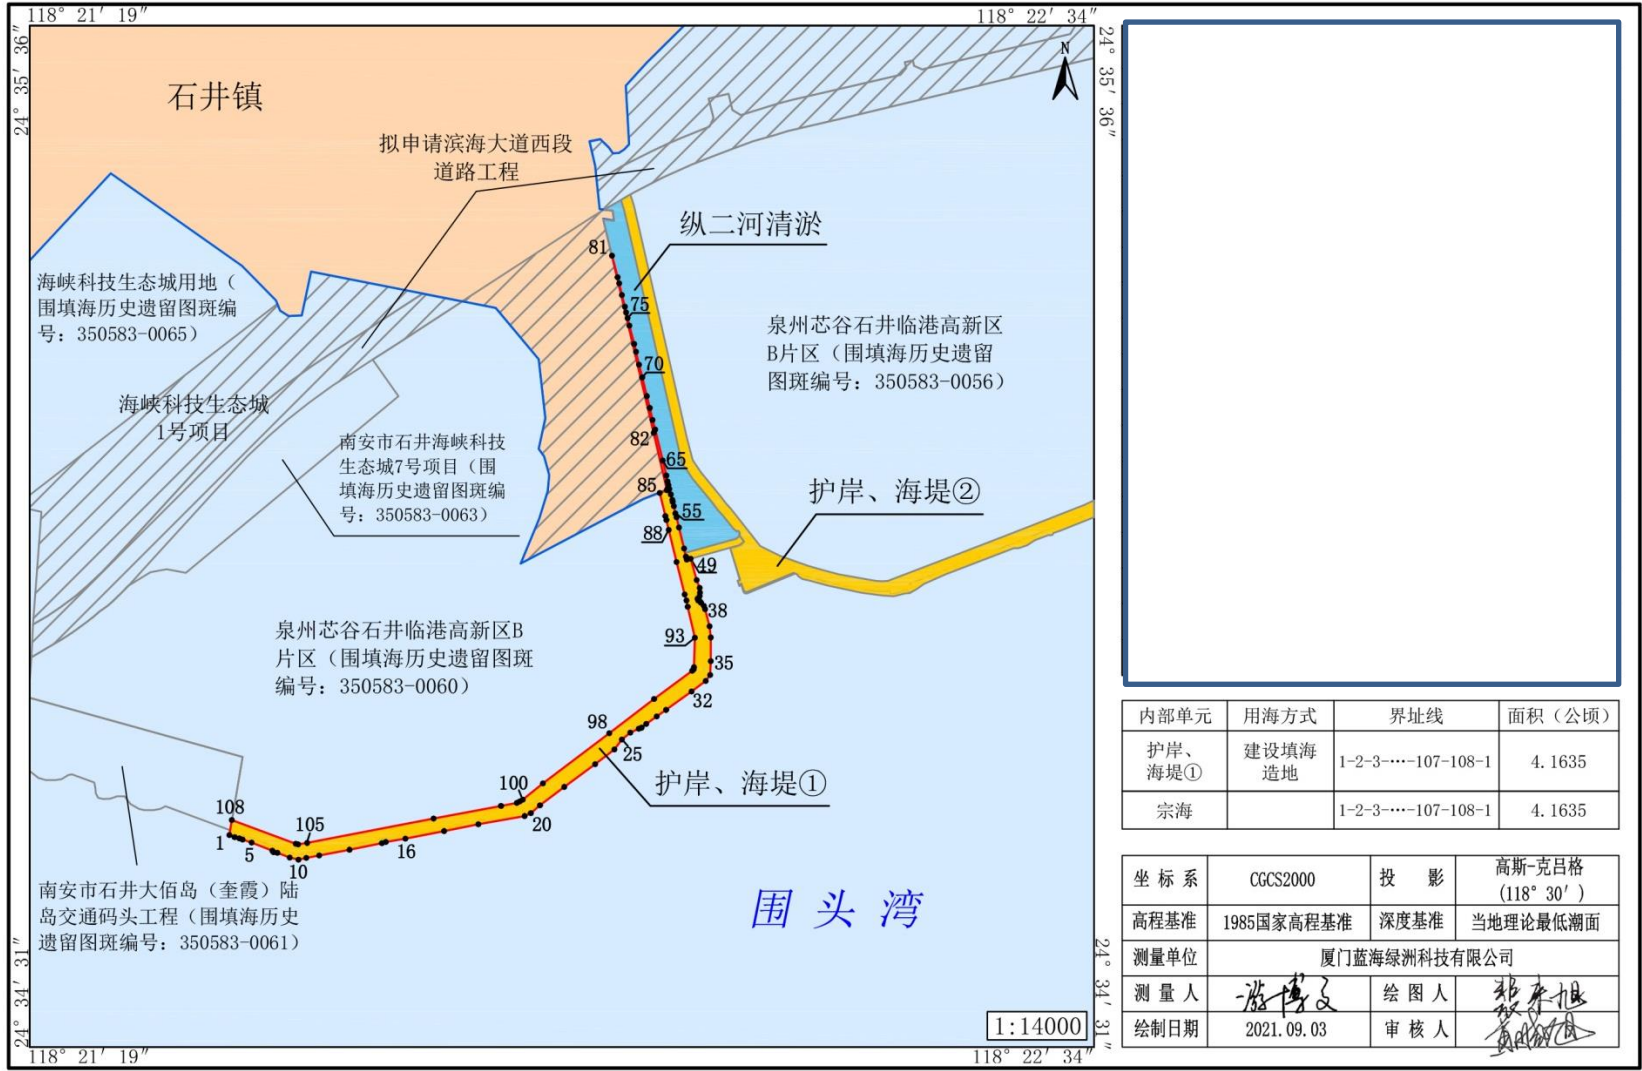 118° 21′ 19″
118° 22′ 34″
24° 35′ 36″
24° 35′ 36″
N
石井镇
拟申请滨海大道西段
道路工程
纵二河清淤
81
海峡科技生态城用地（
围填海历史遗留图斑编
号：350583-0065）
75
泉州芯谷石井临港高新区
B片区（围填海历史遗留
图斑编号：350583-0056）
70
海峡科技生态城
1号项目
82
南安市石井海峡科技
生态城7号项目（围
填海历史遗留图斑编
号：350583-0063）
65
85
护岸、海堤②
55
88
49
38
泉州芯谷石井临港高新区B
片区（围填海历史遗留图斑
编号：350583-0060）
93
35
32
98
25
护岸、海堤①
100
20
108
105
1
5
16
10
南安市石井大佰岛（奎霞）陆
岛交通码头工程（围填海历史
遗留图斑编号：350583-0061）
围头湾
1:14000
24° 34′ 31″
24° 34′ 31″
118° 21′ 19″
118° 22′ 34″
内部单元 用海方式 界址线 面积（公顷）
护岸、
海堤① 建设填海
造地 1-2-3-…-107-108-1 4.1635
宗海 1-2-3-…-107-108-1 4.1635
坐标系 CGCS2000 投影 高斯-克吕格
(118° 30′)
高程基准 1985国家高程基准 深度基准 当地理论最低潮面
测量单位 厦门蓝海绿洲科技有限公司
测量人 绘图人
绘制日期 2021.09.03 审核人